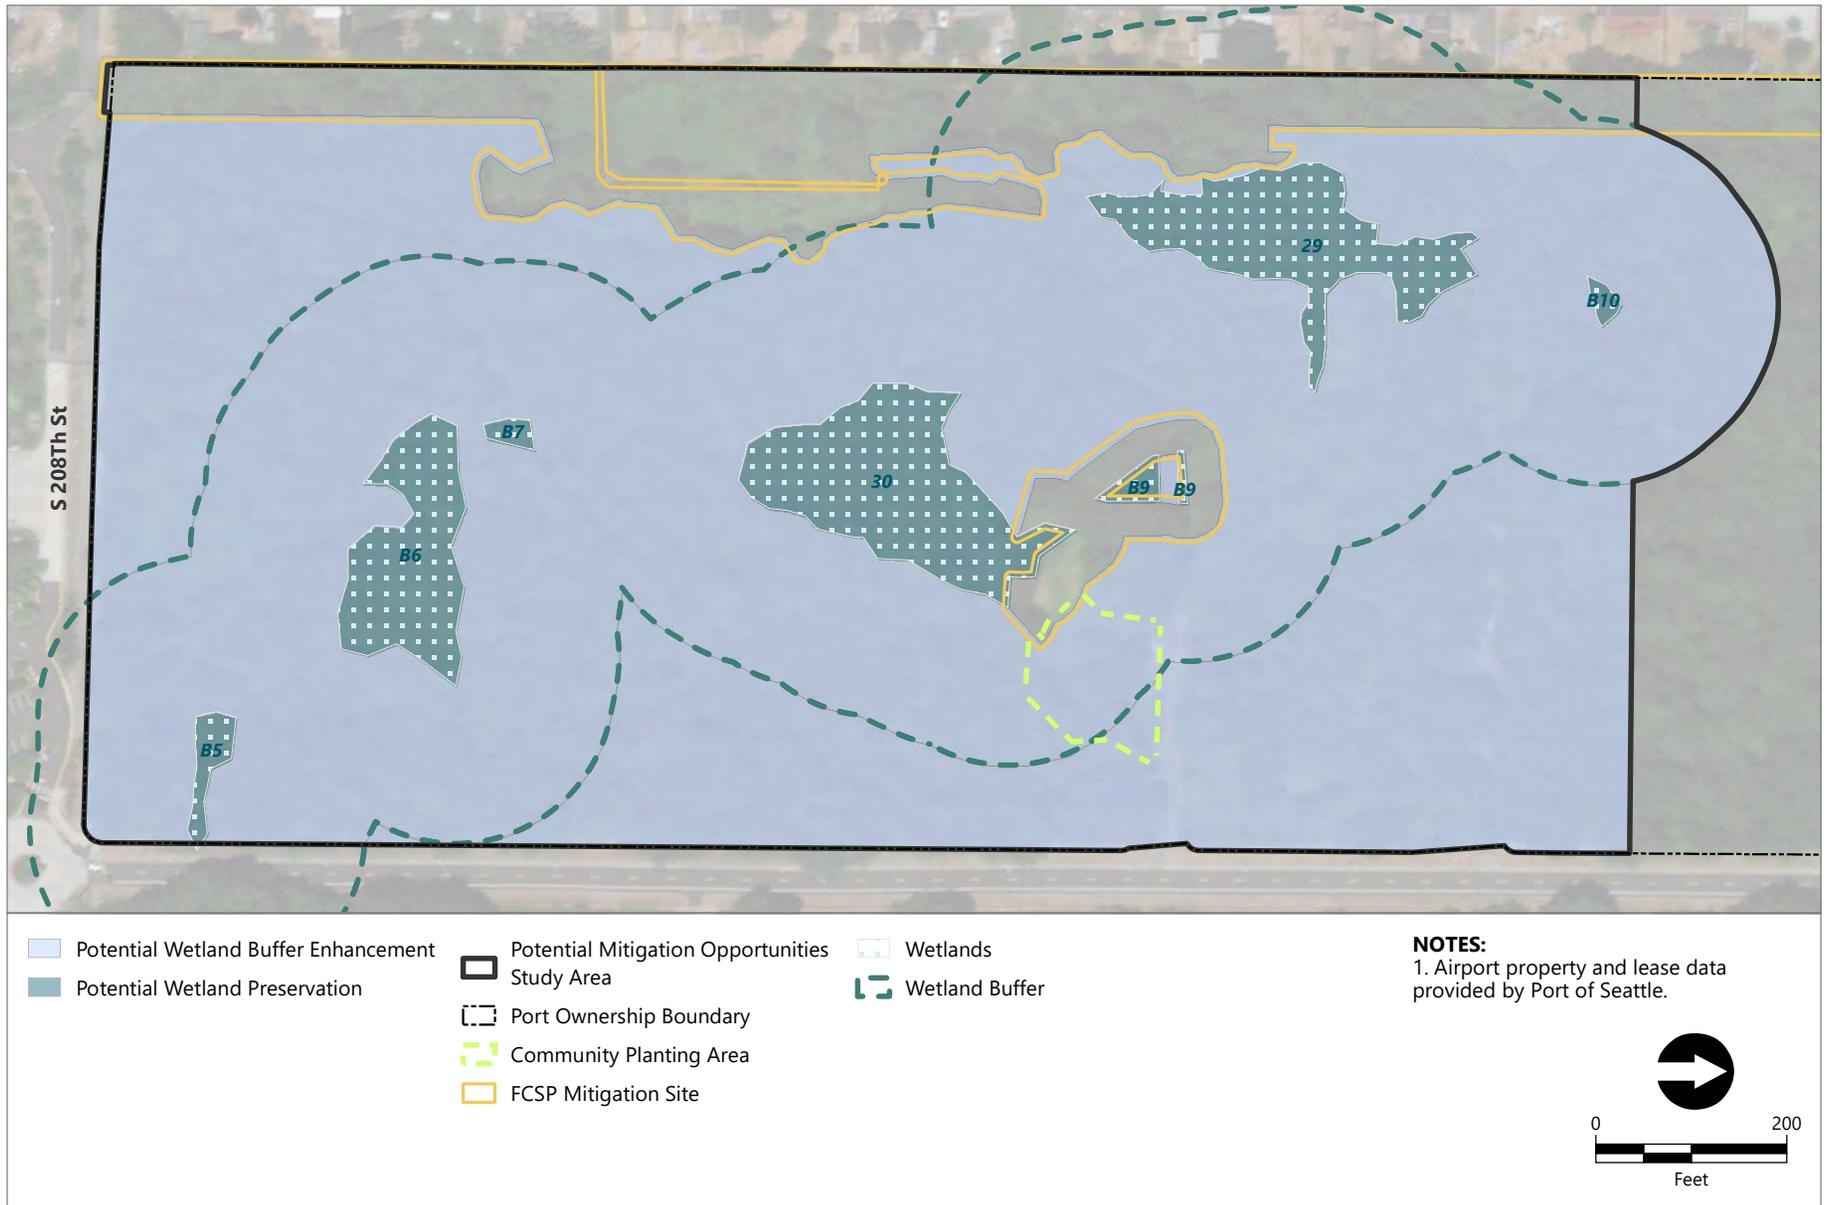 29
B10
S 208Th St
B7
30
B9
B9
B6
B5
Potential Wetland Buffer Enhancement
Potential Wetland Preservation
Potential Mitigation Opportunities
Study Area
Port Ownership Boundary
Community Planting Area
FCSP Mitigation Site
Wetlands
Wetland Buffer
NOTES:
1. Airport property and lease data
provided by Port of Seattle.
0 200
Feet